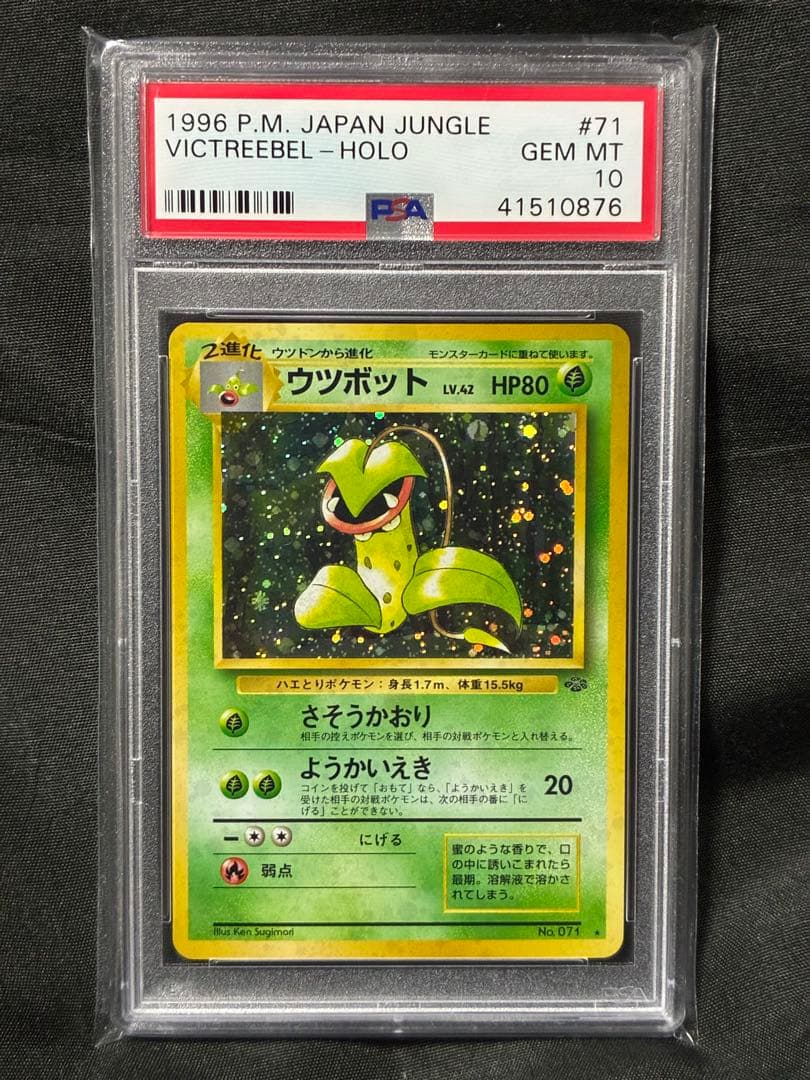 1996 P.M. JAPAN JUNGLE #71
VICTREEBEL-HOLO GEM MT
10
PSA 41510876
2進化 ウツドンから進化 モンスターカードに重ねて使います。
ウツボット LV.42 HP80
ハエとりポケモン:身長1.7m、体重15.5kg
さそうかおり
相手の控えポケモンを選び、相手の対戦ポケモンと入れ替える。
ようかいえき 20
コインを投げて「おもて」なら、「ようかいえき」を
受けた相手の対戦ポケモンは、次の相手の番に「に
げる」ことができない。
にげる
弱点
蜜のような香りで、口
の中に誘いこまれたら
最期。溶解液で溶かさ
れてしまう。
Illus. Ken Sugimori No. 071 ★
PSA